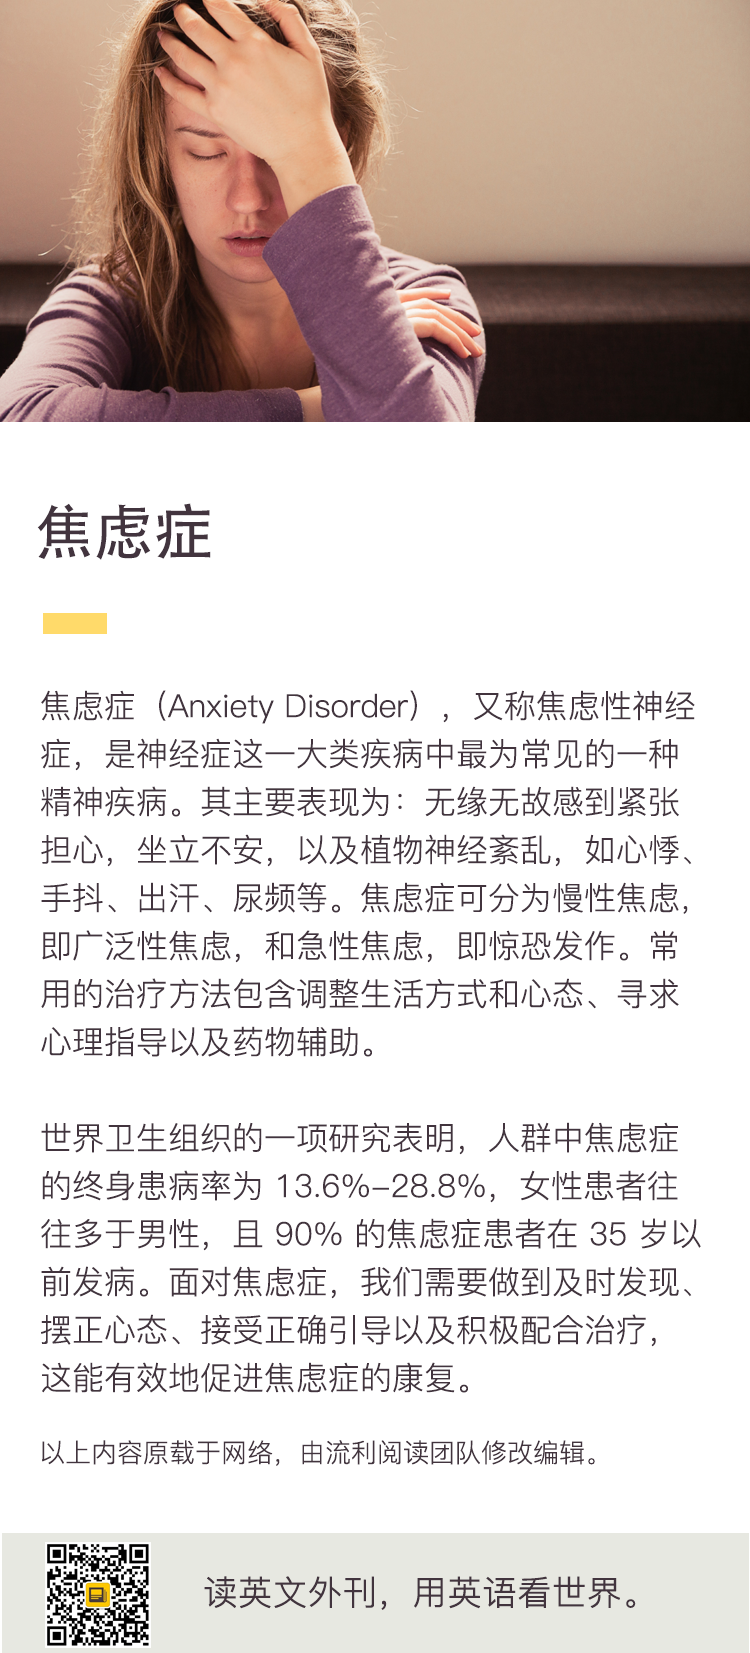 焦虑症
焦虑症（Anxiety Disorder），又称焦虑性神经
症，是神经症这一大类疾病中最为常见的一种
精神疾病。其主要表现为：无缘无故感到紧张
担心，坐立不安，以及植物神经紊乱，如心悸、
手抖、出汗、尿频等。焦虑症可分为慢性焦虑，
即广泛性焦虑，和急性焦虑，即惊恐发作。常
用的治疗方法包含调整生活方式和心态、寻求
心理指导以及药物辅助。
世界卫生组织的一项研究表明，人群中焦虑症
的终身患病率为 13.6%-28.8%，女性患者往
往多于男性，且 90% 的焦虑症患者在 35 岁以
前发病。面对焦虑症，我们需要做到及时发现、
摆正心态、接受正确引导以及积极配合治疗，
这能有效地促进焦虑症的康复。
以上内容原载于网络，由流利阅读团队修改编辑。
读英文外刊，用英语看世界。